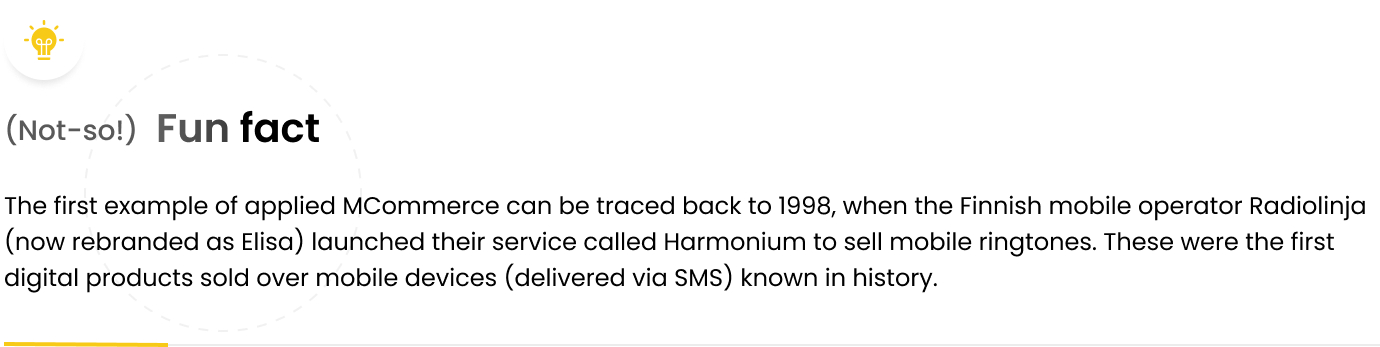 (Not-so!) Fun fact
The first example of applied MCommerce can be traced back to 1998, when the Finnish mobile operator Radiolinja
(now rebranded as Elisa) launched their service called Harmonium to sell mobile ringtones. These were the first
digital products sold over mobile devices (delivered via SMS) known in history.